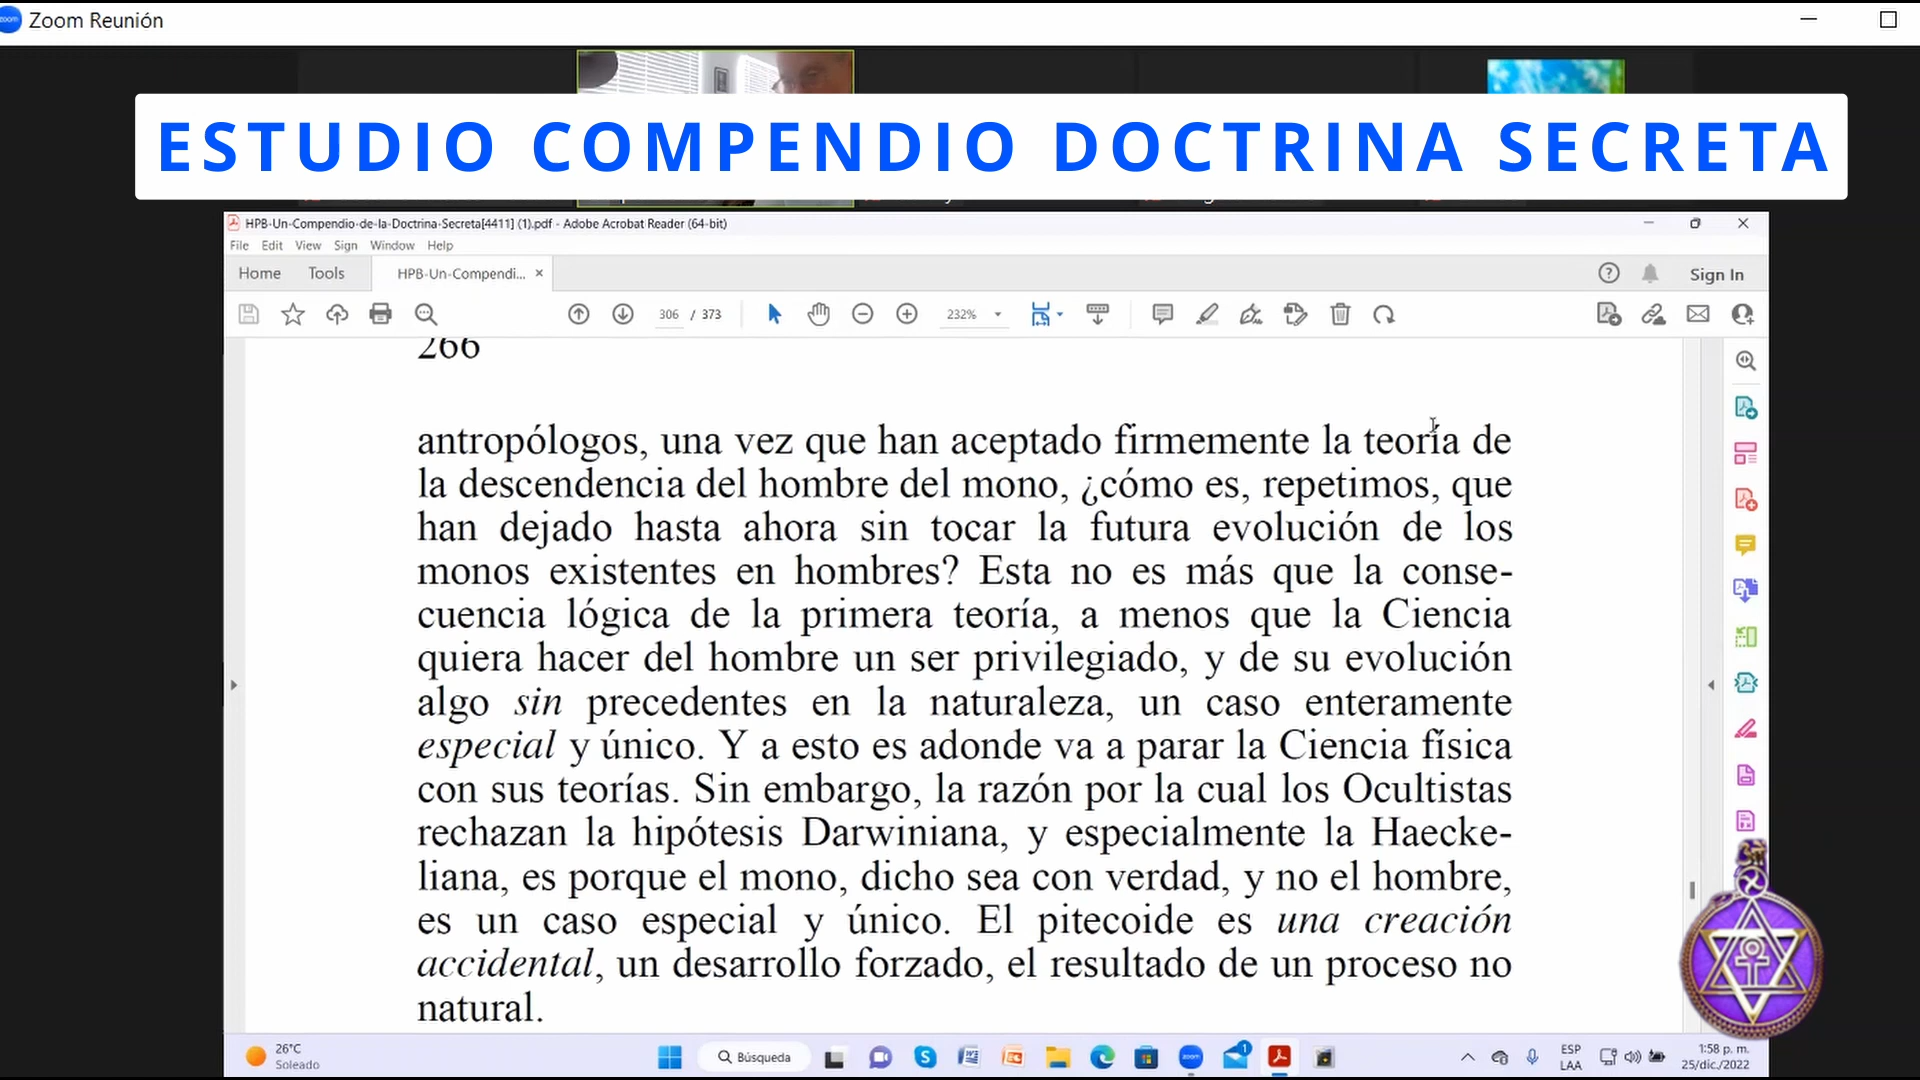 Zoom Reunión
ESTUDIO COMPENDIO DOCTRINA SECRETA
HPB-Un-Compendio-de-la-Doctrina-Secreta[4411] (1).pdf - Adobe Acrobat Reader (64-bit)
File Edit View Sign Window Help
Home Tools HPB-Un-Compendi... × Sign In
306 / 373 232%
266
antropólogos, una vez que han aceptado firmemente la teoría de
la descendencia del hombre del mono, ¿cómo es, repetimos, que
han dejado hasta ahora sin tocar la futura evolución de los
monos existentes en hombres? Esta no es más que la conse-
cuencia lógica de la primera teoría, a menos que la Ciencia
quiera hacer del hombre un ser privilegiado, y de su evolución
algo sin precedentes en la naturaleza, un caso enteramente
especial y único. Y a esto es adonde va a parar la Ciencia física
con sus teorías. Sin embargo, la razón por la cual los Ocultistas
rechazan la hipótesis Darwiniana, y especialmente la Haecke-
liana, es porque el mono, dicho sea con verdad, y no el hombre,
es un caso especial y único. El pitecoide es una creación
accidental, un desarrollo forzado, el resultado de un proceso no
natural.
26°C
Soleado
Búsqueda
ESP
LAA
1:58 p. m.
25/dic./2022